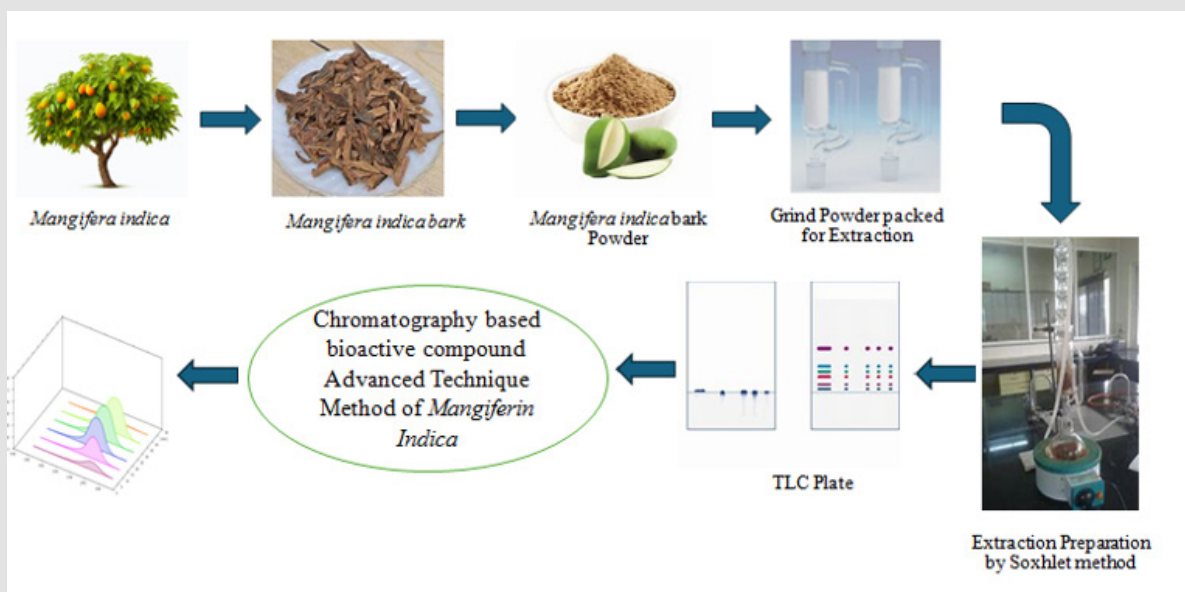 Mangifera indica
Mangifera indica bark
Mangifera indica bark
Powder
Grind Powder packed
for Extraction
Extraction Preparation
by Soxhlet method
TLC Plate
Chromatography based
bioactive compound
Advanced Technique
Method of Mangiferin
Indica